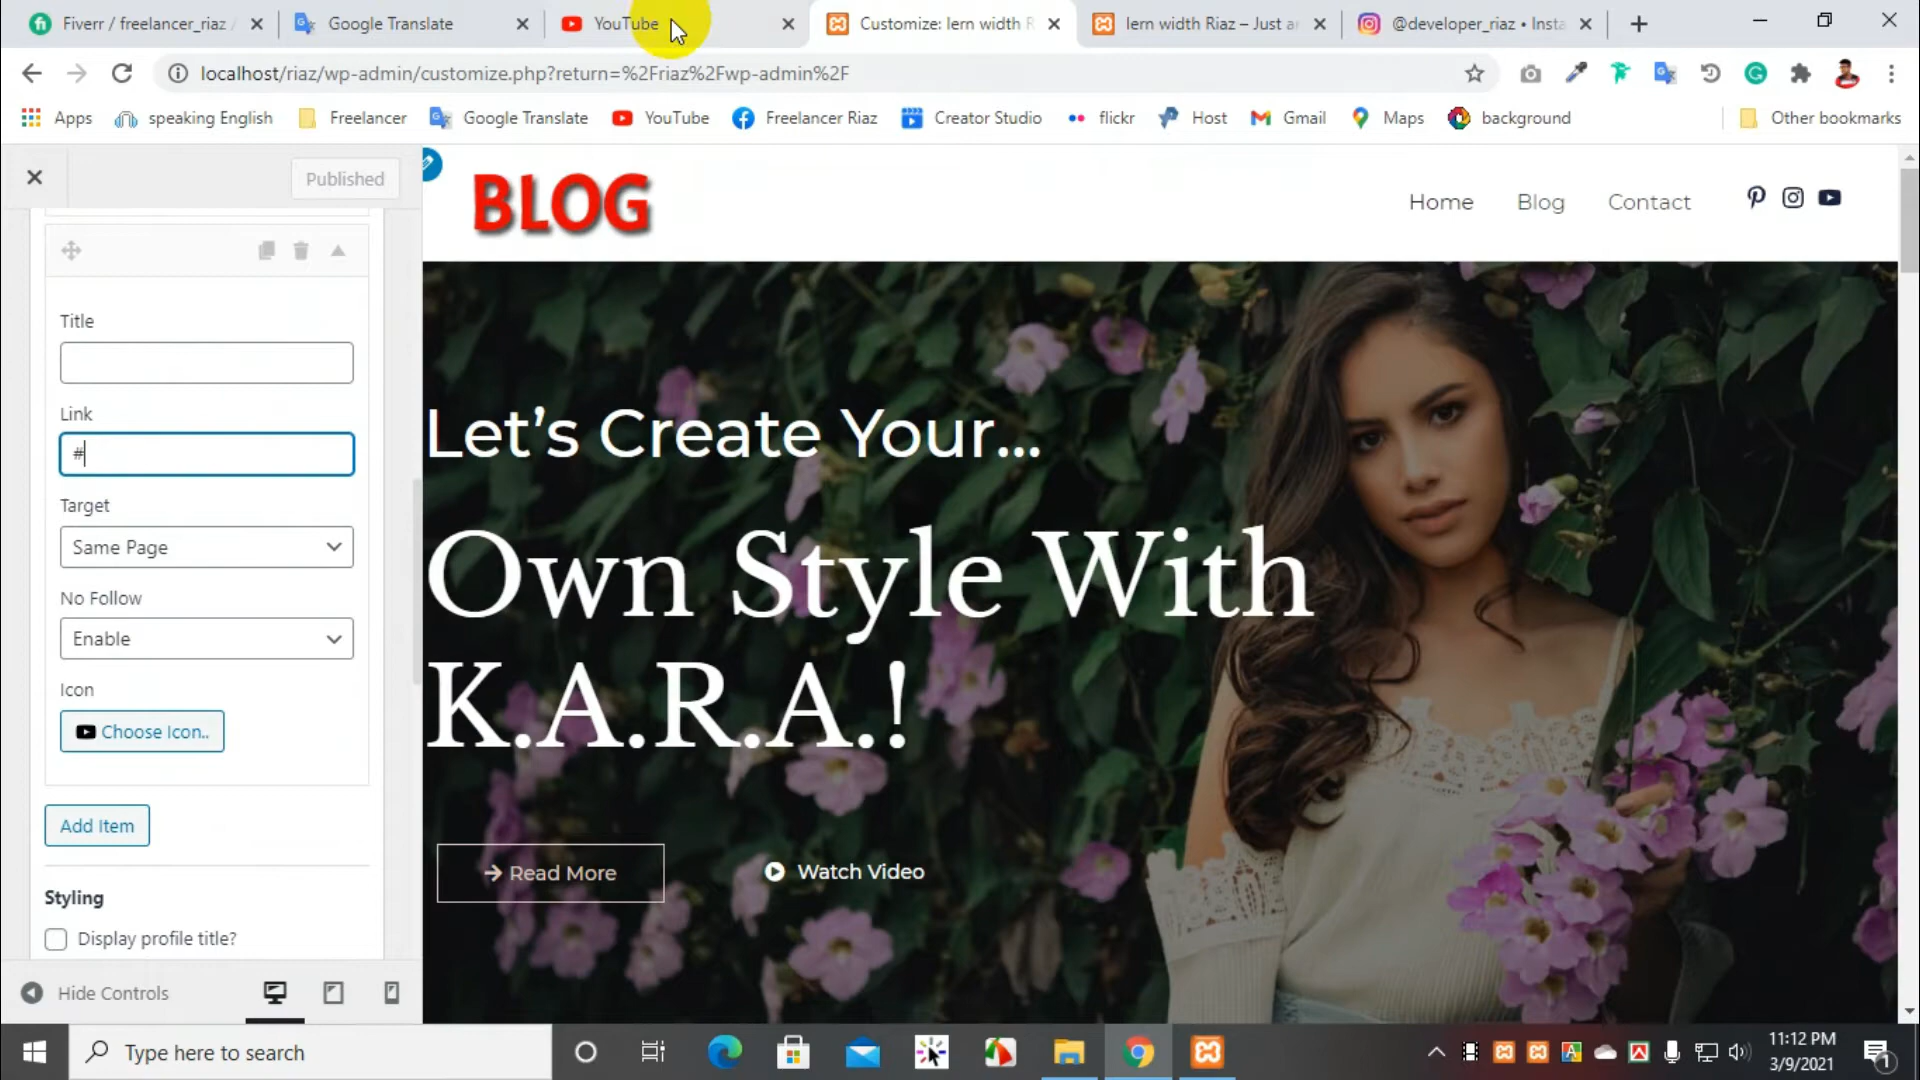 Fiverr / freelancer_riaz /
Google Translate
YouTube
Customize: lern width R
lern width Riaz – Just a
@developer_riaz • Insta
localhost/riaz/wp-admin/customize.php?return=%2Friaz%2Fwp-admin%2F
Apps
speaking English
Freelancer
Google Translate
YouTube
Freelancer Riaz
Creator Studio
flickr
Host
Gmail
Maps
background
Other bookmarks
Published
BLOG
Home
Blog
Contact
Title
Link
#
Target
Same Page
No Follow
Enable
Icon
Choose Icon..
Add Item
Styling
Display profile title?
Hide Controls
Let’s Create Your...
Own Style With
K.A.R.A.!
Read More
Watch Video
Type here to search
11:12 PM
3/9/2021
1